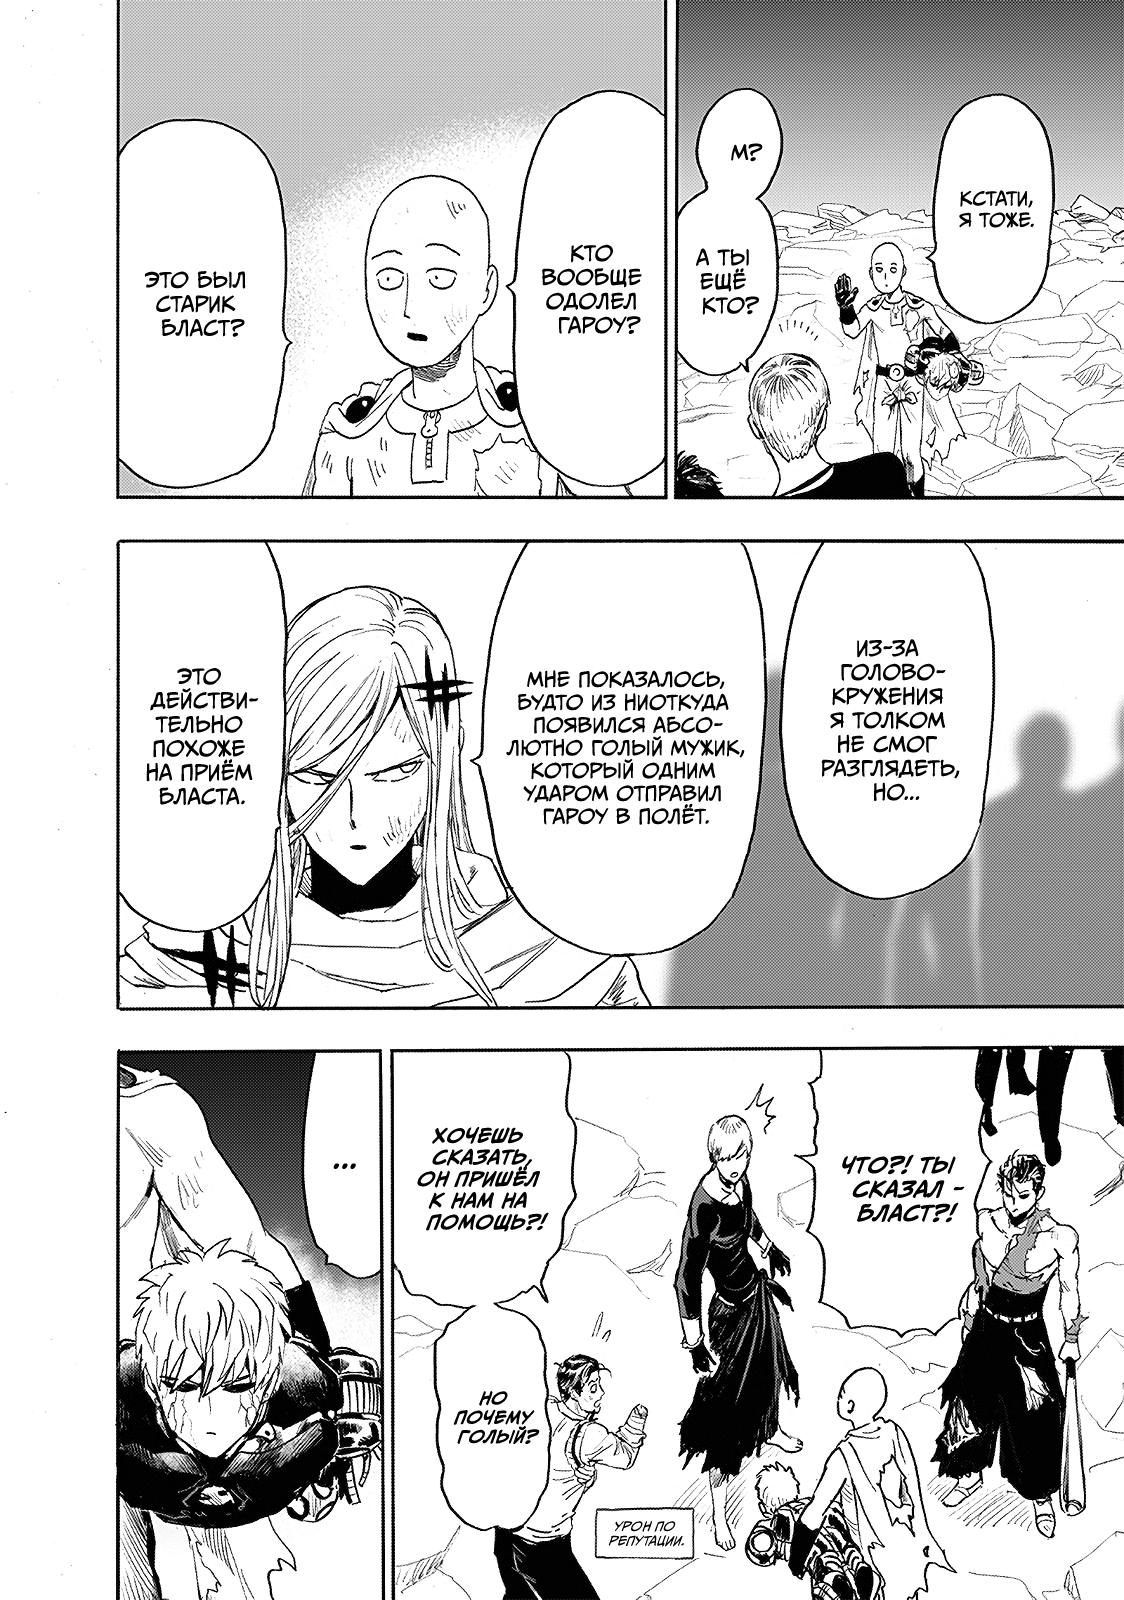 КСТАТИ,
Я ТОЖЕ.
М?
А ТЫ
ЕЩЁ
КТО?
КТО
ВООБЩЕ
ОДОЛЕЛ
ГАРОУ?
ЭТО БЫЛ
СТАРИК
БЛАСТ?
ИЗ-ЗА
ГОЛОВО-
КРУЖЕНИЯ
Я ТОЛКОМ
НЕ СМОГ
РАЗГЛЯДЕТЬ,
НО...
МНЕ ПОКАЗАЛОСЬ,
БУДТО ИЗ НИОТКУДА
ПОЯВИЛСЯ АБСО-
ЛЮТНО ГОЛЫЙ МУЖИК,
КОТОРЫЙ ОДНИМ
УДАРОМ ОТПРАВИЛ
ГАРОУ В ПОЛЁТ.
ЭТО
ДЕЙСТВИ-
ТЕЛЬНО
ПОХОЖЕ
НА ПРИЁМ
БЛАСТА.
ЧТО?! ТЫ
СКАЗАЛ -
БЛАСТ?!
ХОЧЕШЬ
СКАЗАТЬ,
ОН ПРИШЁЛ
К НАМ НА
ПОМОЩЬ?!
НО
ПОЧЕМУ
ГОЛЫЙ?
УРОН ПО
РЕПУТАЦИИ.
...